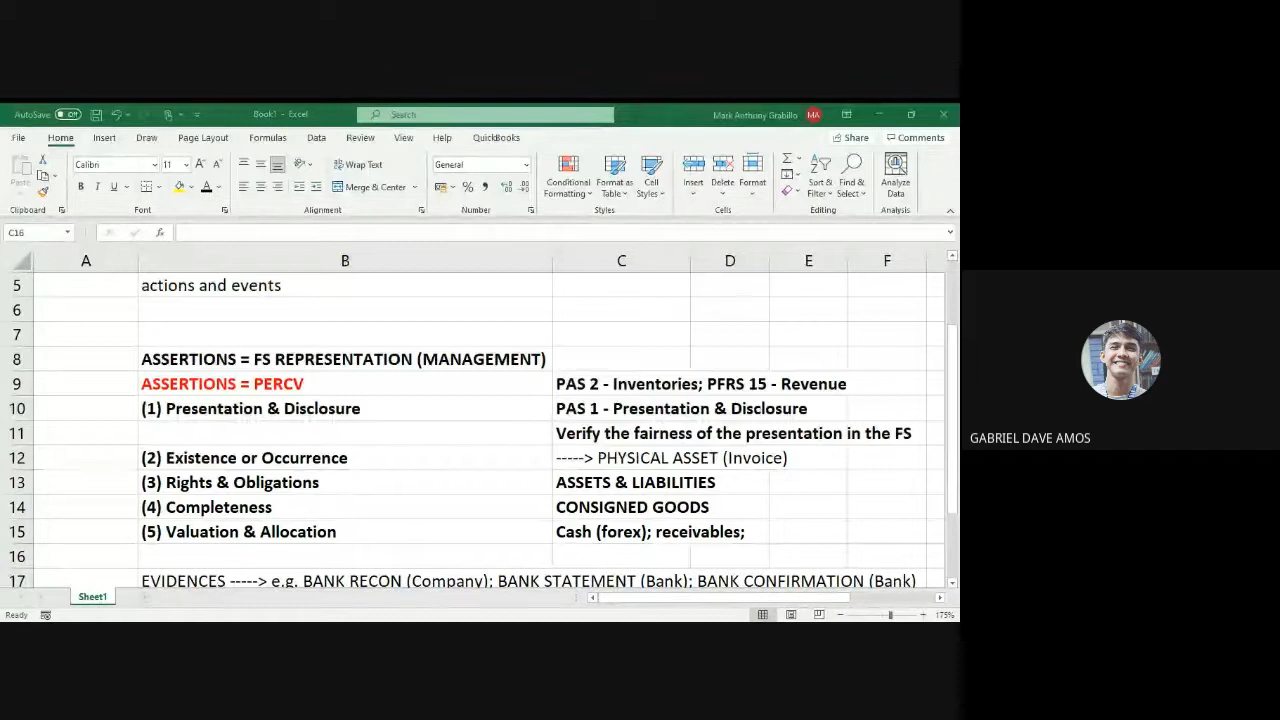 AutoSave Off Book1 - Excel Search Mark Anthony Grabillo MA
File Home Insert Draw Page Layout Formulas Data Review View Help QuickBooks Share Comments
Paste Calibri 11 A A Wrap Text General Conditional Formatting Format as Table Cell Styles Insert Delete Format Sort & Filter Find & Select Analyze Data
B I U A Merge & Center % 
Clipboard Font Alignment Number Styles Cells Editing Analysis
C16 fx
A B C D E F
5 actions and events
6
7
8 ASSERTIONS = FS REPRESENTATION (MANAGEMENT)
9 ASSERTIONS = PERCV PAS 2 - Inventories; PFRS 15 - Revenue
10 (1) Presentation & Disclosure PAS 1 - Presentation & Disclosure
11 Verify the fairness of the presentation in the FS
12 (2) Existence or Occurrence -----> PHYSICAL ASSET (Invoice)
13 (3) Rights & Obligations ASSETS & LIABILITIES
14 (4) Completeness CONSIGNED GOODS
15 (5) Valuation & Allocation Cash (forex); receivables;
16
17 EVIDENCES -----> e.g. BANK RECON (Company); BANK STATEMENT (Bank); BANK CONFIRMATION (Bank)
Sheet1
Ready 175%
GABRIEL DAVE AMOS